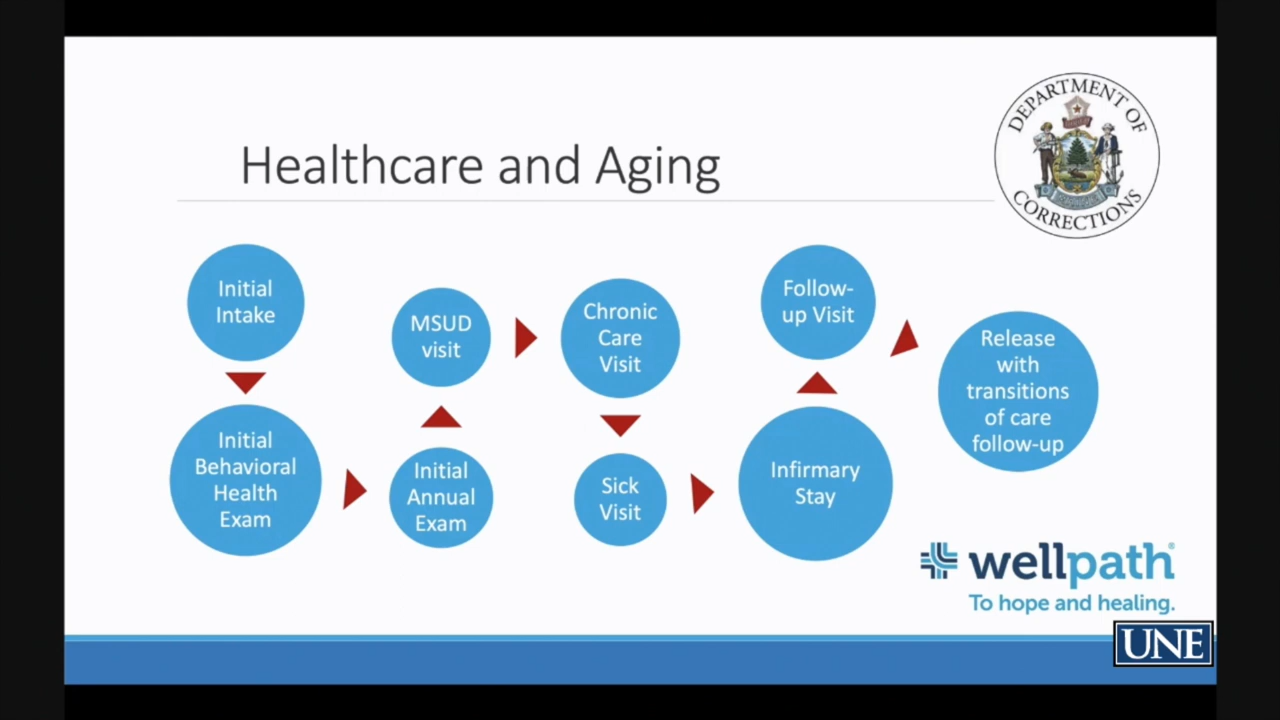 Healthcare and Aging
DEPARTMENT OF
CORRECTIONS
Initial
Intake
Initial
Behavioral
Health
Exam
Initial
Annual
Exam
MSUD
visit
Chronic
Care
Visit
Sick
Visit
Infirmary
Stay
Follow-
up Visit
Release
with
transitions
of care
follow-up
wellpath®
To hope and healing.
UNE